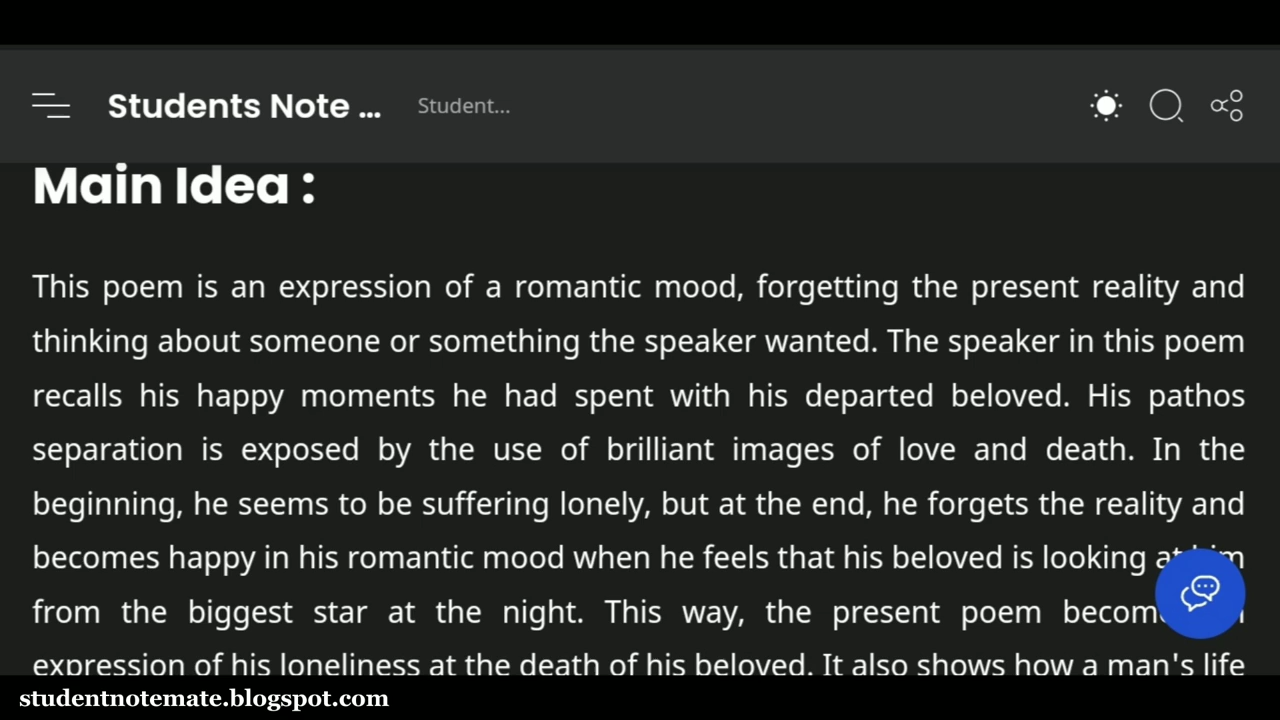 Students Note ... Student...
Main Idea :
This poem is an expression of a romantic mood, forgetting the present reality and
thinking about someone or something the speaker wanted. The speaker in this poem
recalls his happy moments he had spent with his departed beloved. His pathos
separation is exposed by the use of brilliant images of love and death. In the
beginning, he seems to be suffering lonely, but at the end, he forgets the reality and
becomes happy in his romantic mood when he feels that his beloved is looking
from the biggest star at the night. This way, the present poem
expression of his loneliness at the death of his beloved. It also shows how a man's life
studentnotemate.blogspot.com